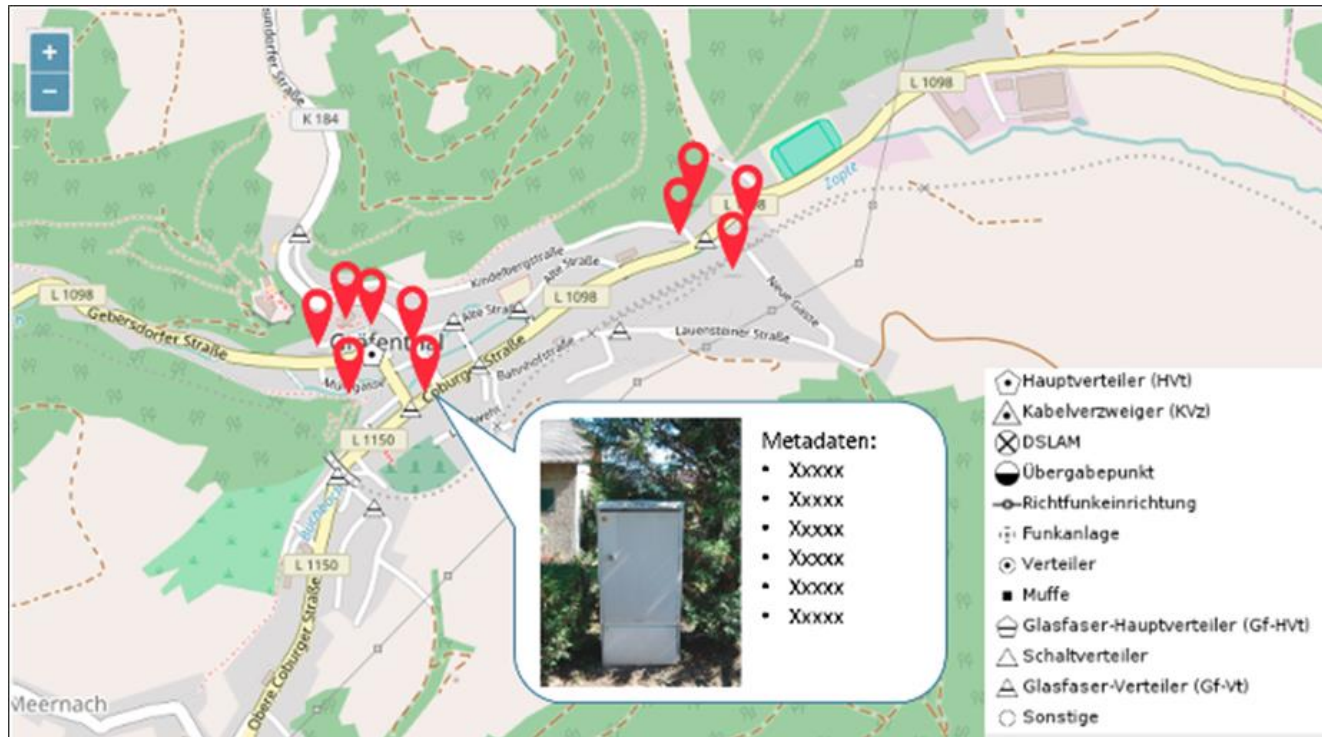 +
−
K 184
L 1098
L 1098
Zopte
Kindelbergstraße
Alte Straße
L 1098
L 1098
Gebersdorfer Straße
Alte Straße
Gräfenthal
Neue Gasse
Lauensteiner Straße
Bahnhofstraße
Coburger Straße
L 1150
L 1150
Obere Coburger Straße
Meernach
Metadaten:
• Xxxxx
• Xxxxx
• Xxxxx
• Xxxxx
• Xxxxx
• Xxxxx
Hauptverteiler (HVt)
Kabelverzweiger (KVz)
DSLAM
Übergabepunkt
Richtfunkeinrichtung
Funkanlage
Verteiler
Muffe
Glasfaser-Hauptverteiler (Gf-HVt)
Schaltverteiler
Glasfaser-Verteiler (Gf-Vt)
Sonstige